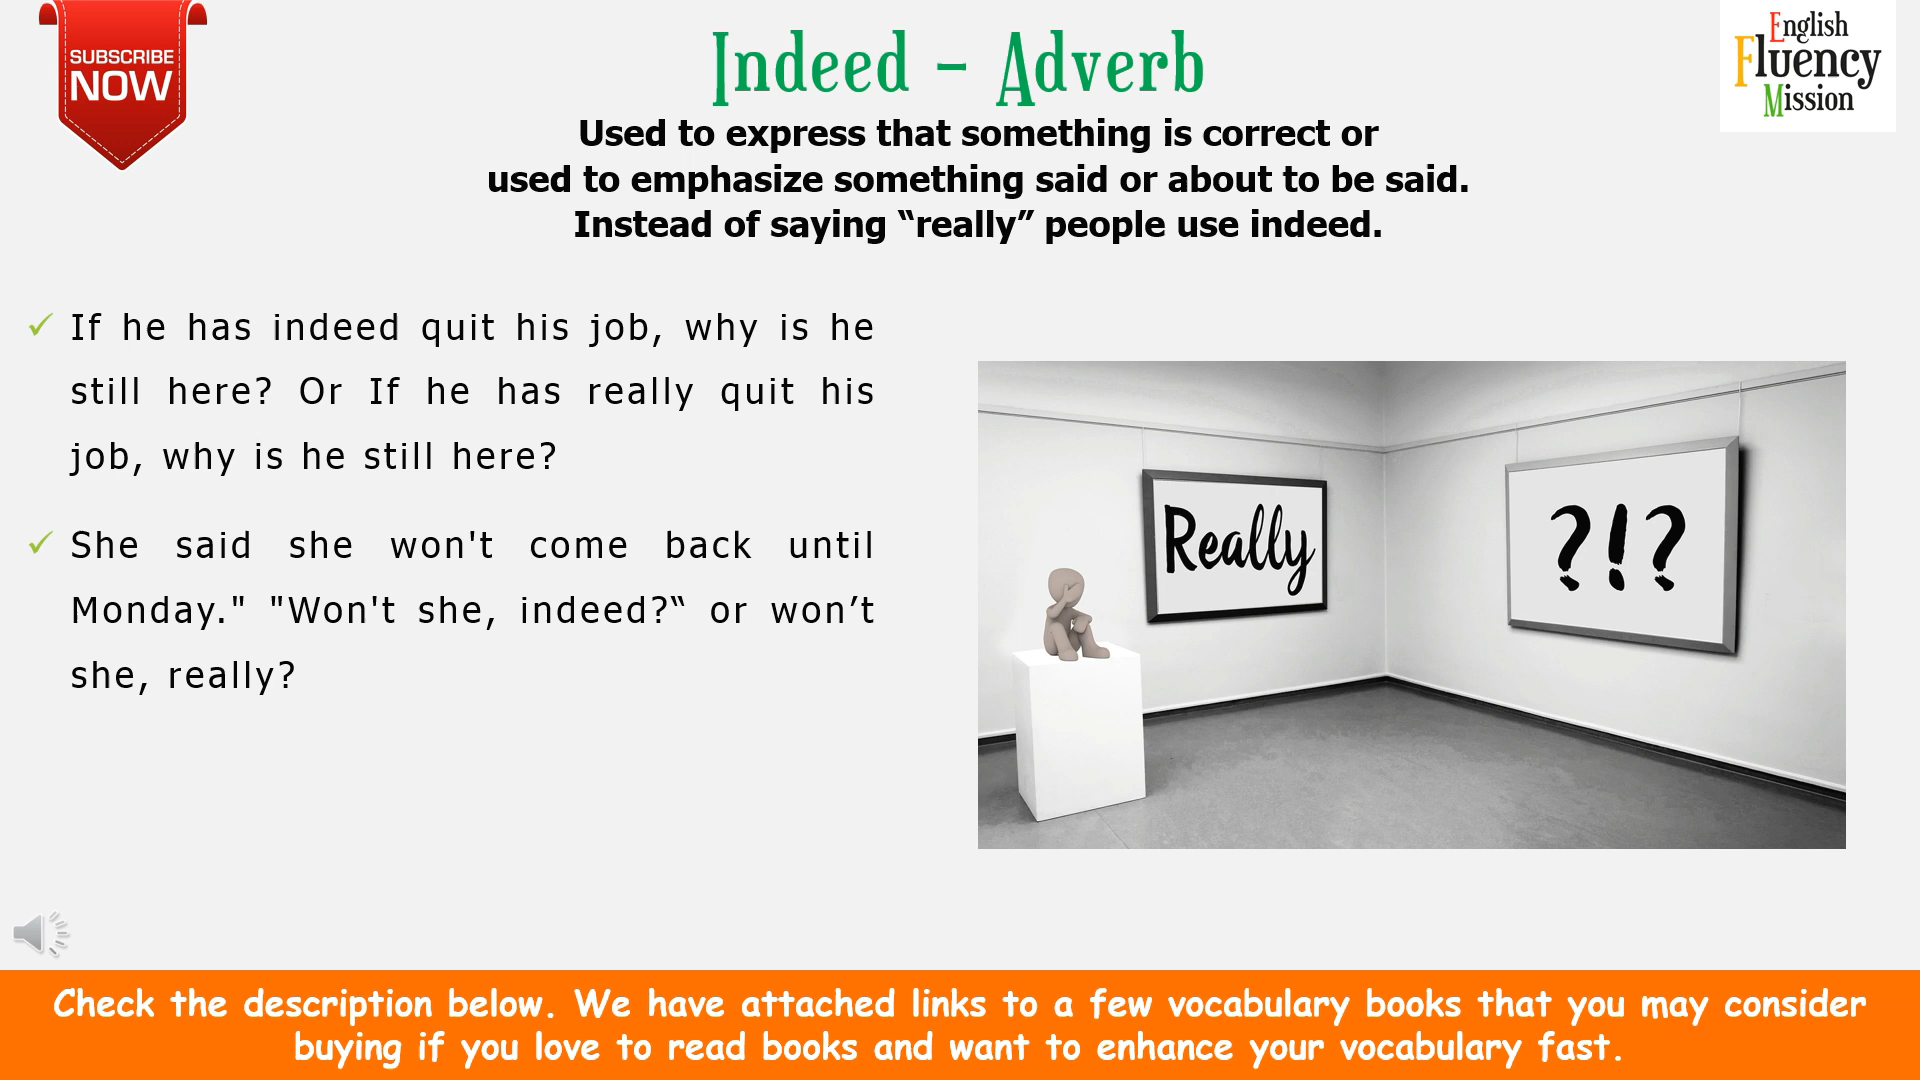 SUBSCRIBE
NOW
Indeed – Adverb
English
Fluency
Mission
Used to express that something is correct or
used to emphasize something said or about to be said.
Instead of saying “really” people use indeed.
If he has indeed quit his job, why is he
still here? Or If he has really quit his
job, why is he still here?
She said she won't come back until
Monday." "Won't she, indeed?“ or won’t
she, really?
Really
?!?
Check the description below. We have attached links to a few vocabulary books that you may consider
buying if you love to read books and want to enhance your vocabulary fast.